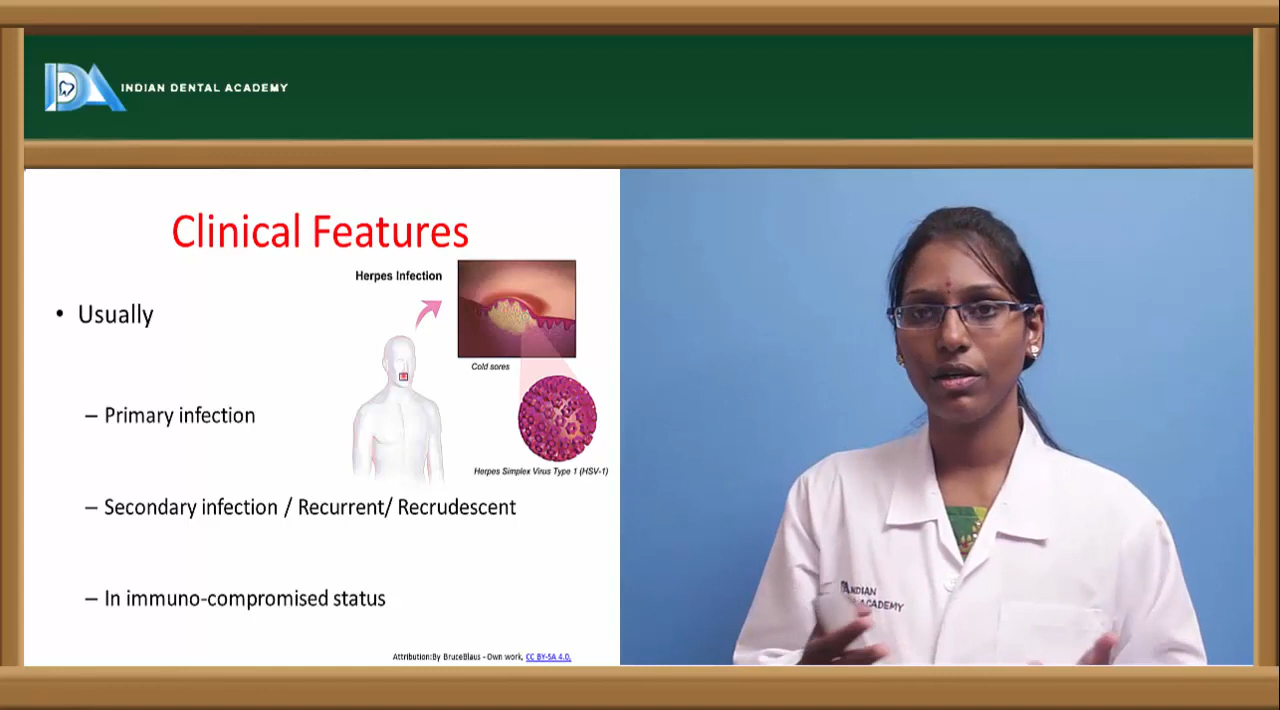 INDIAN DENTAL ACADEMY
Clinical Features
Herpes Infection
• Usually
Cold sores
– Primary infection
Herpes Simplex Virus Type 1 (HSV-1)
– Secondary infection / Recurrent/ Recrudescent
– In immuno-compromised status
Attribution:By BruceBlaus - Own work, CC BY-SA 4.0,
INDIAN
ACADEMY